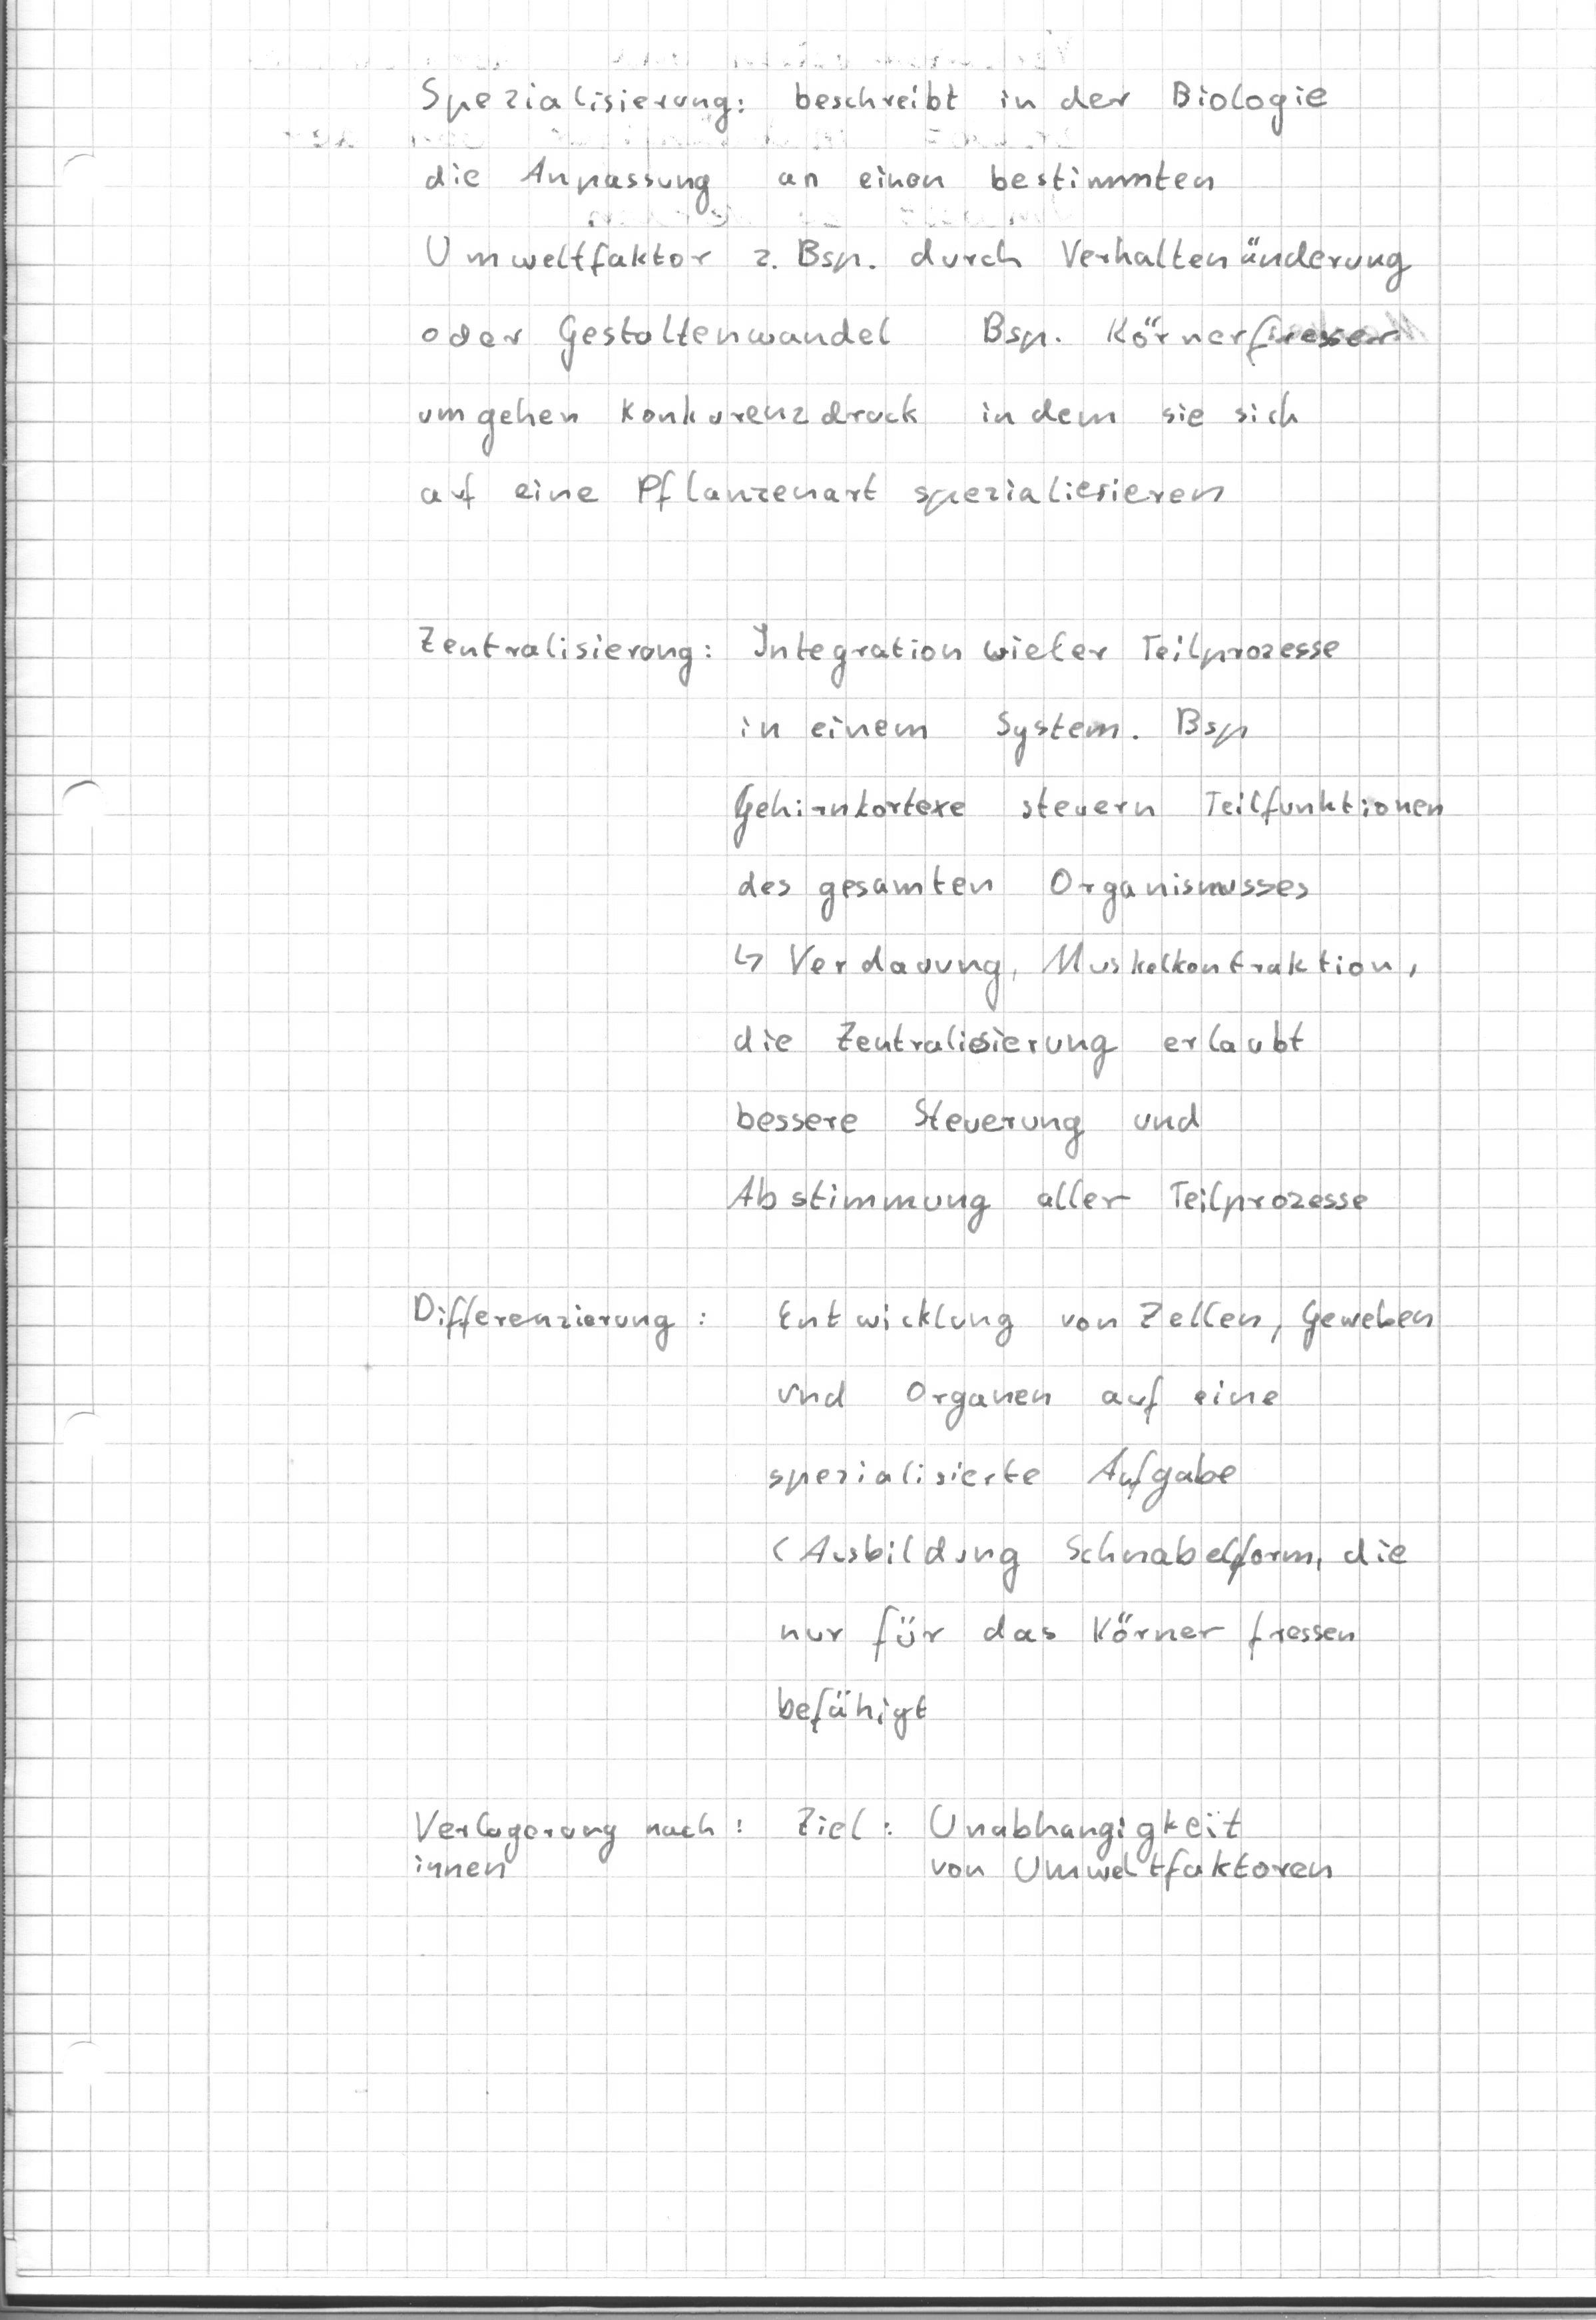 Spezialisierung: beschreibt in der Biologie
die Anpassung an einen bestimmten
Umweltfaktor z. Bsp. durch Verhaltenänderung
oder Gestaltenwandel Bsp. Körnerfresser
umgehen Konkurenzdruck in dem sie sich
auf eine Pflanzenart spezialiesieren
Zentralisierung: Integration wieler Teilprozesse
in einem System. Bsp
Gehirnkortexe steuern Teilfunktionen
des gesamten Organismusses
↳ Verdauung, Muskelkontraktion,
die Zentralisierung erlaubt
bessere Steuerung und
Abstimmung aller Teilprozesse
Differenzierung: Entwicklung von Zellen, Geweben
und Organen auf eine
spezialisierte Aufgabe
(Ausbildung Schnabelform, die
nur für das Körner fressen
befähigt
Verlagerung nach: Ziel: Unabhangigkeit
innen von Umweltfaktoren